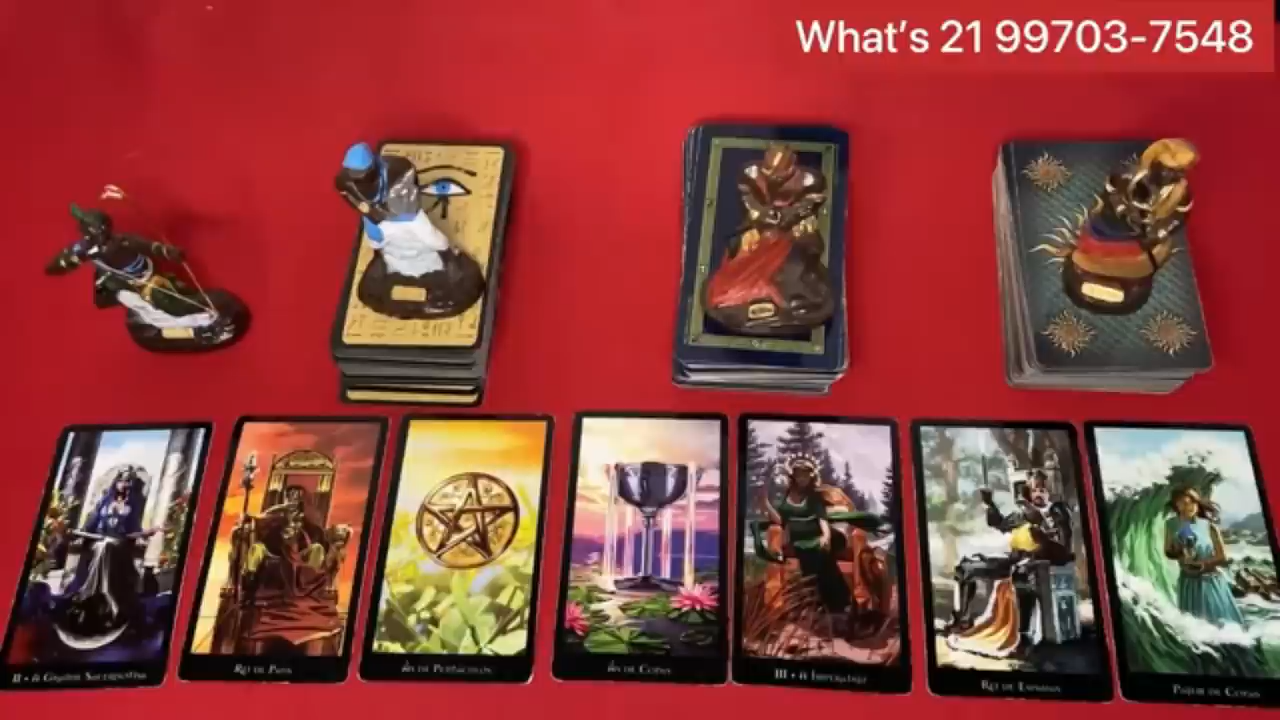 What's 21 99703-7548
II • A Grande Sacerdotisa
Rei de Paus
Ás de Pentáculos
Ás de Copas
III • A Imperatriz
Rei de Espadas
Pajem de Copas